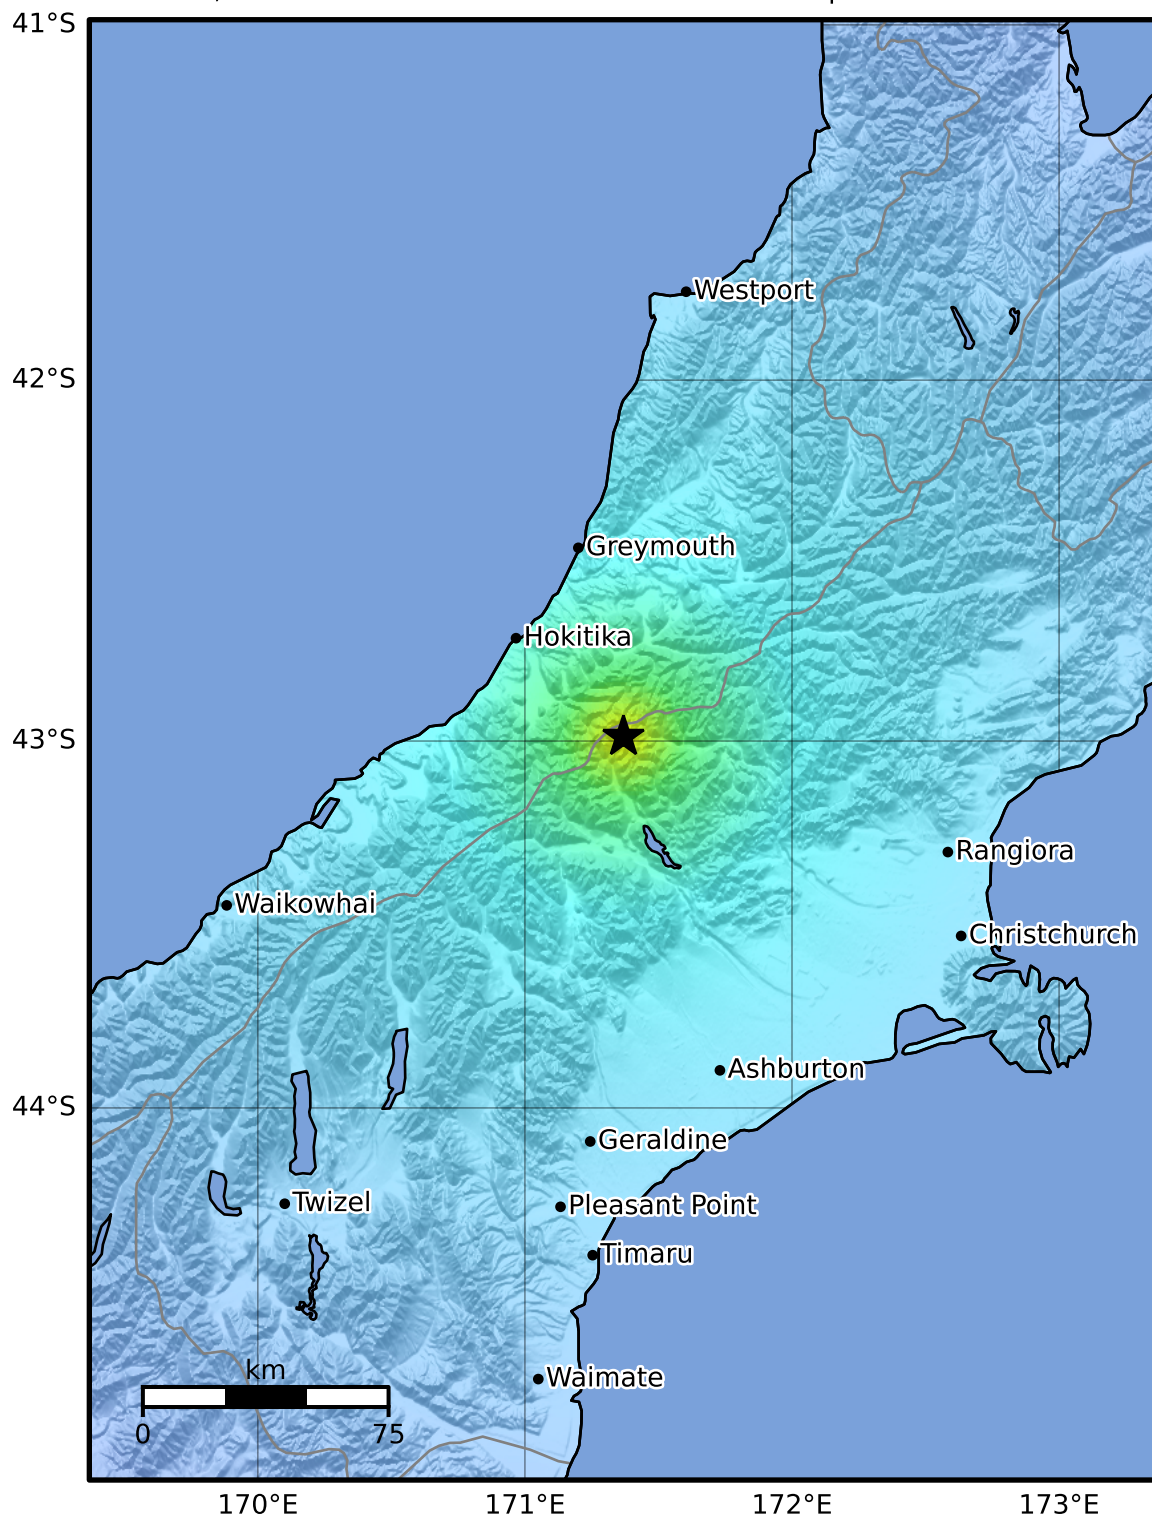 41°S
Westport
42°S
Greymouth
Hokitika
43°S
Rangiora
Waikowhai
Christchurch
Ashburton
44°S
Geraldine
Twizel
Pleasant Point
Timaru
km
Waimate
0 75
170°E 171°E 172°E 173°E